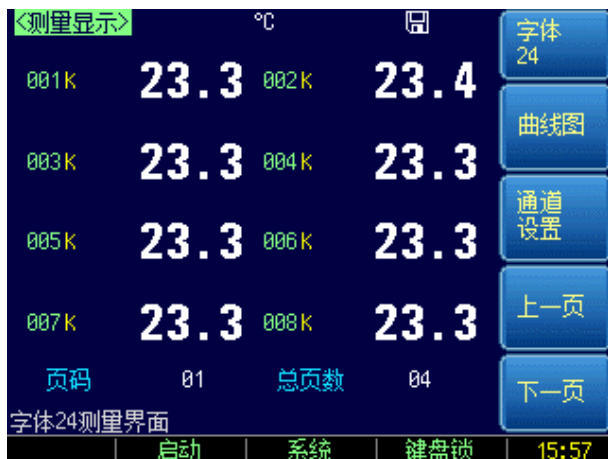 <测量显示> ℃
001K 23.3 002K 23.4
003K 23.3 004K 23.3
005K 23.3 006K 23.3
007K 23.3 008K 23.3
页码 01 总页数 04
字体24测量界面
启动 系统 键盘锁 15:57
字体
24
曲线图
通道
设置
上一页
下一页